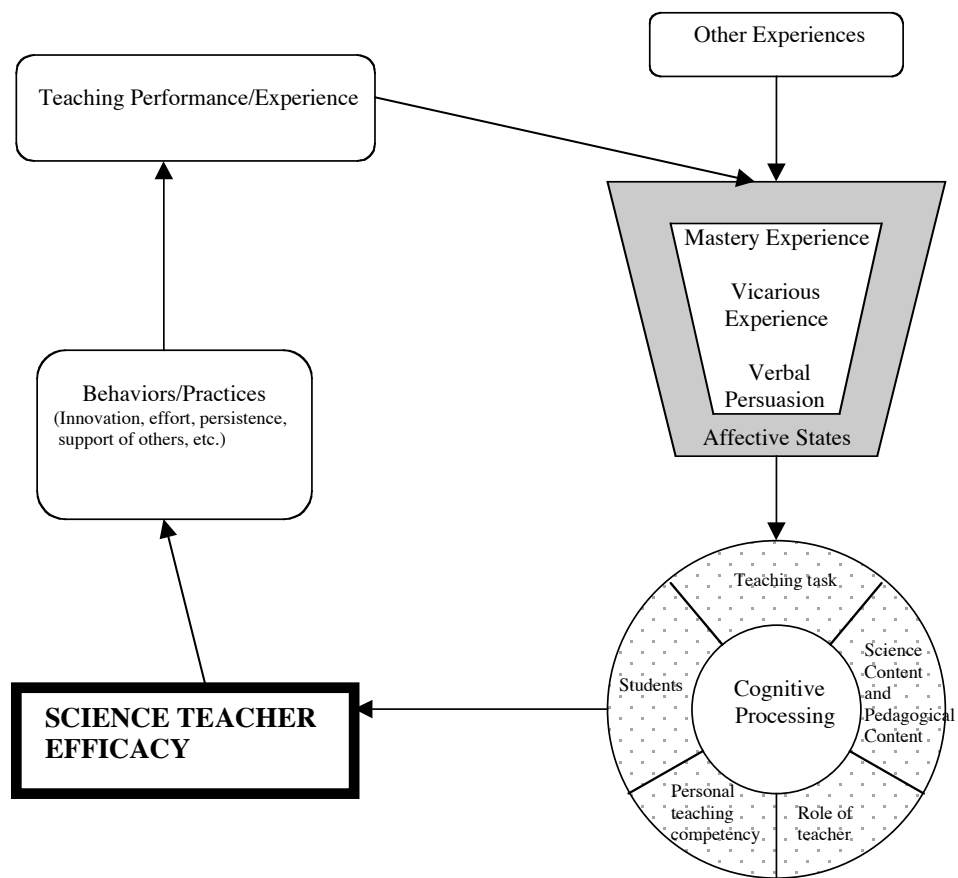 Other Experiences
Teaching Performance/Experience
Mastery Experience
Vicarious
Experience
Verbal
Persuasion
Affective States
Behaviors/Practices
(Innovation, effort, persistence,
support of others, etc.)
Teaching task
Science
Content
and
Pedagogical
Content
Students
Cognitive
Processing
Personal
teaching
competency
Role of
teacher
SCIENCE TEACHER
EFFICACY